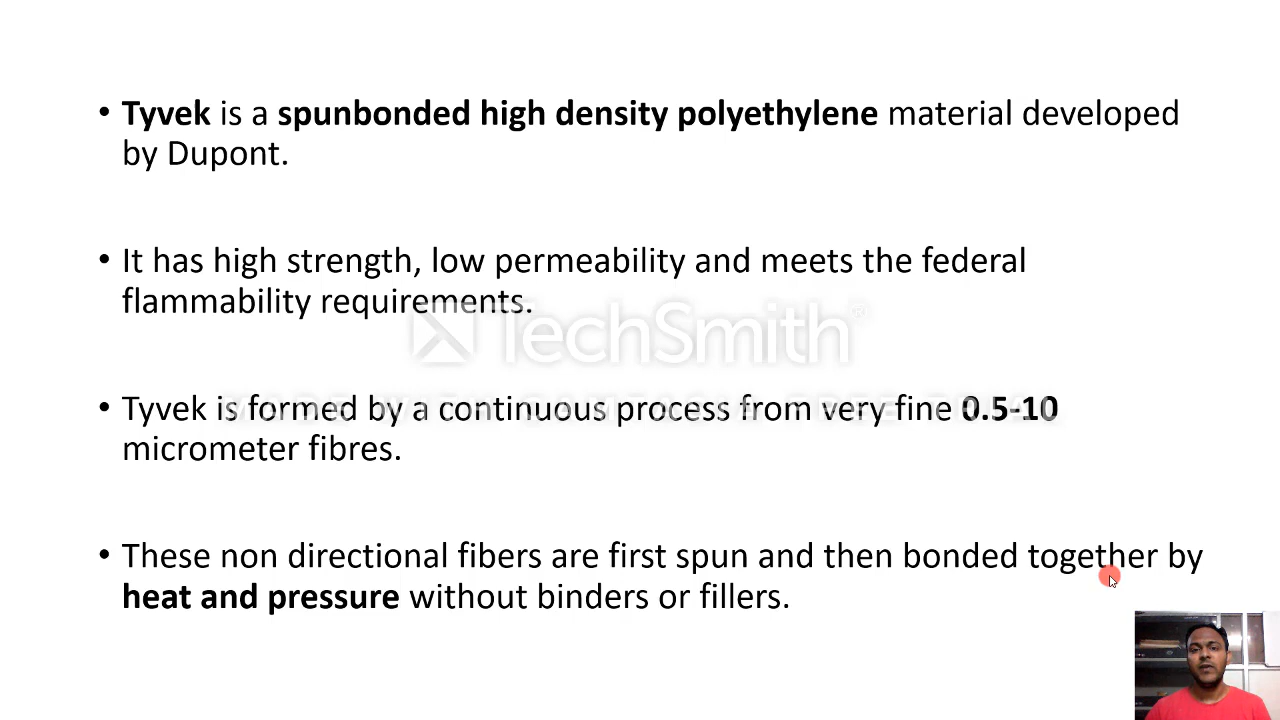 • Tyvek is a spunbonded high density polyethylene material developed
by Dupont.
• It has high strength, low permeability and meets the federal
flammability requirements.
TechSmith®
• Tyvek is formed by a continuous process from very fine 0.5-10
micrometer fibres.
• These non directional fibers are first spun and then bonded together by
heat and pressure without binders or fillers.